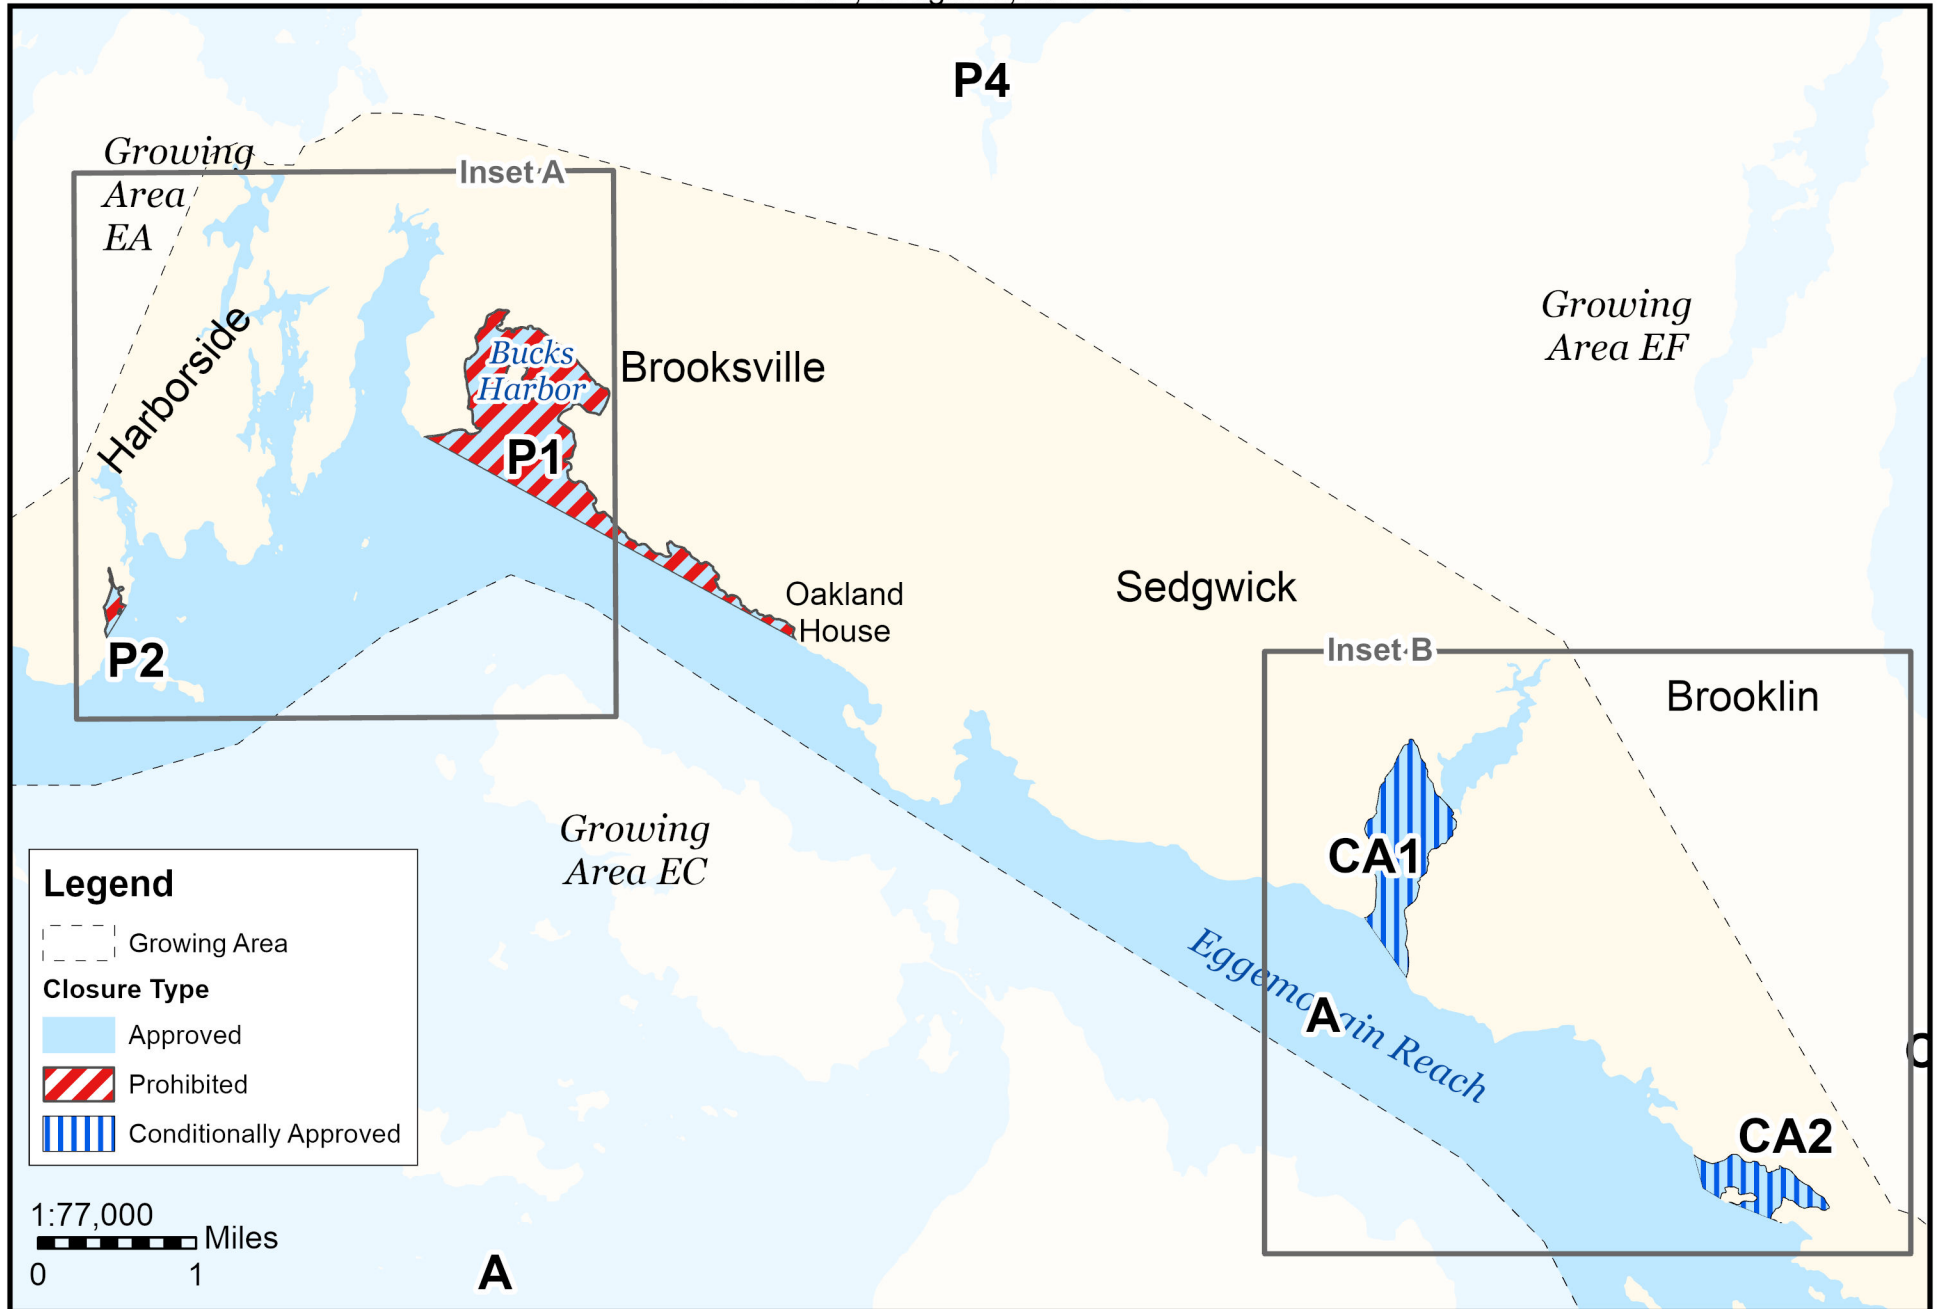 P4
Growing
Area
EA
Inset A
Growing
Area EF
Harborside
Bucks
Harbor
Brooksville
P1
Oakland
House
Sedgwick
P2
Inset B
Brooklin
Growing
Area EC
CA1
Eggemoggin Reach
A
CA2
Legend
Growing Area
Closure Type
Approved
Prohibited
Conditionally Approved
1:77,000
Miles
0 1
A